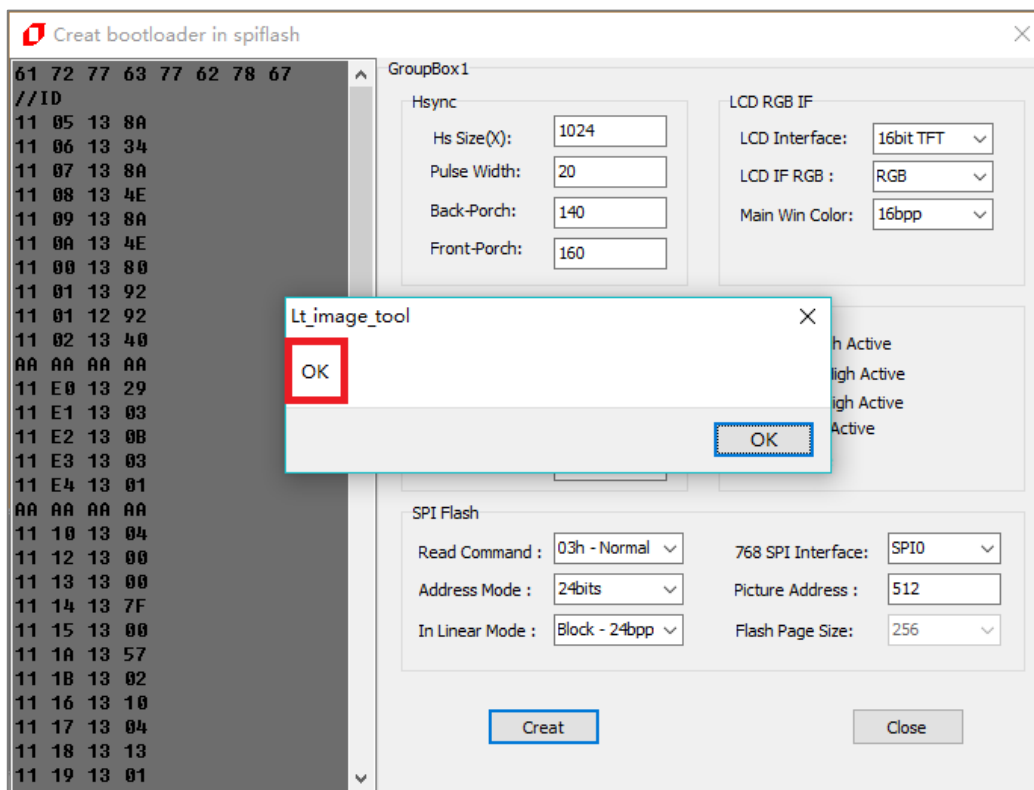 Creat bootloader in spiflash
61 72 77 63 77 62 78 67
//ID
11 05 13 8A
11 06 13 34
11 07 13 8A
11 08 13 4E
11 09 13 8A
11 0A 13 4E
11 00 13 80
11 01 13 92
11 01 12 92
11 02 13 40
AA AA AA AA
11 E0 13 29
11 E1 13 03
11 E2 13 0B
11 E3 13 03
11 E4 13 01
AA AA AA AA
11 10 13 04
11 12 13 00
11 13 13 00
11 14 13 7F
11 15 13 00
11 1A 13 57
11 1B 13 02
11 16 13 10
11 17 13 04
11 18 13 13
11 19 13 01
GroupBox1
Hsync
Hs Size(X): 1024
Pulse Width: 20
Back-Porch: 140
Front-Porch: 160
LCD RGB IF
LCD Interface: 16bit TFT
LCD IF RGB : RGB
Main Win Color: 16bpp
Lt_image_tool
OK
OK
h Active
igh Active
igh Active
Active
SPI Flash
Read Command : 03h - Normal
Address Mode : 24bits
In Linear Mode : Block - 24bpp
768 SPI Interface: SPI0
Picture Address : 512
Flash Page Size: 256
Creat
Close